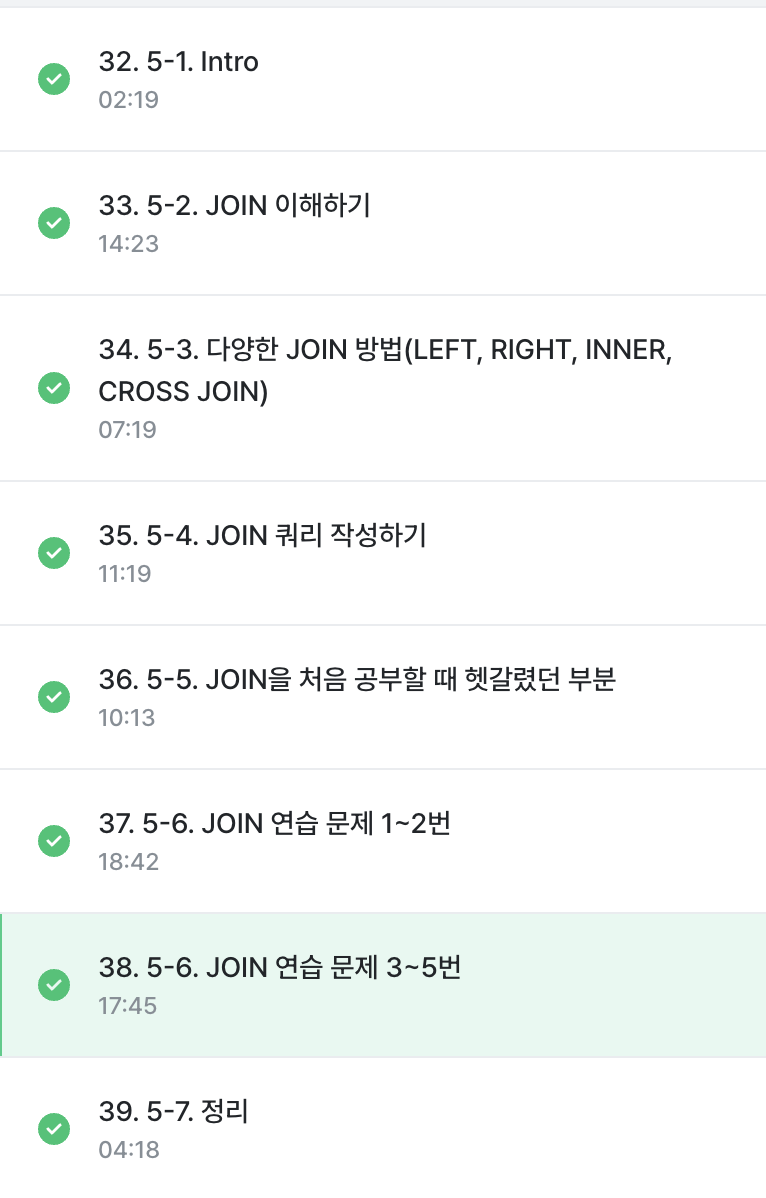 32. 5-1. Intro
02:19
33. 5-2. JOIN 이해하기
14:23
34. 5-3. 다양한 JOIN 방법(LEFT, RIGHT, INNER,
CROSS JOIN)
07:19
35. 5-4. JOIN 쿼리 작성하기
11:19
36. 5-5. JOIN을 처음 공부할 때 헷갈렸던 부분
10:13
37. 5-6. JOIN 연습 문제 1~2번
18:42
38. 5-6. JOIN 연습 문제 3~5번
17:45
39. 5-7. 정리
04:18